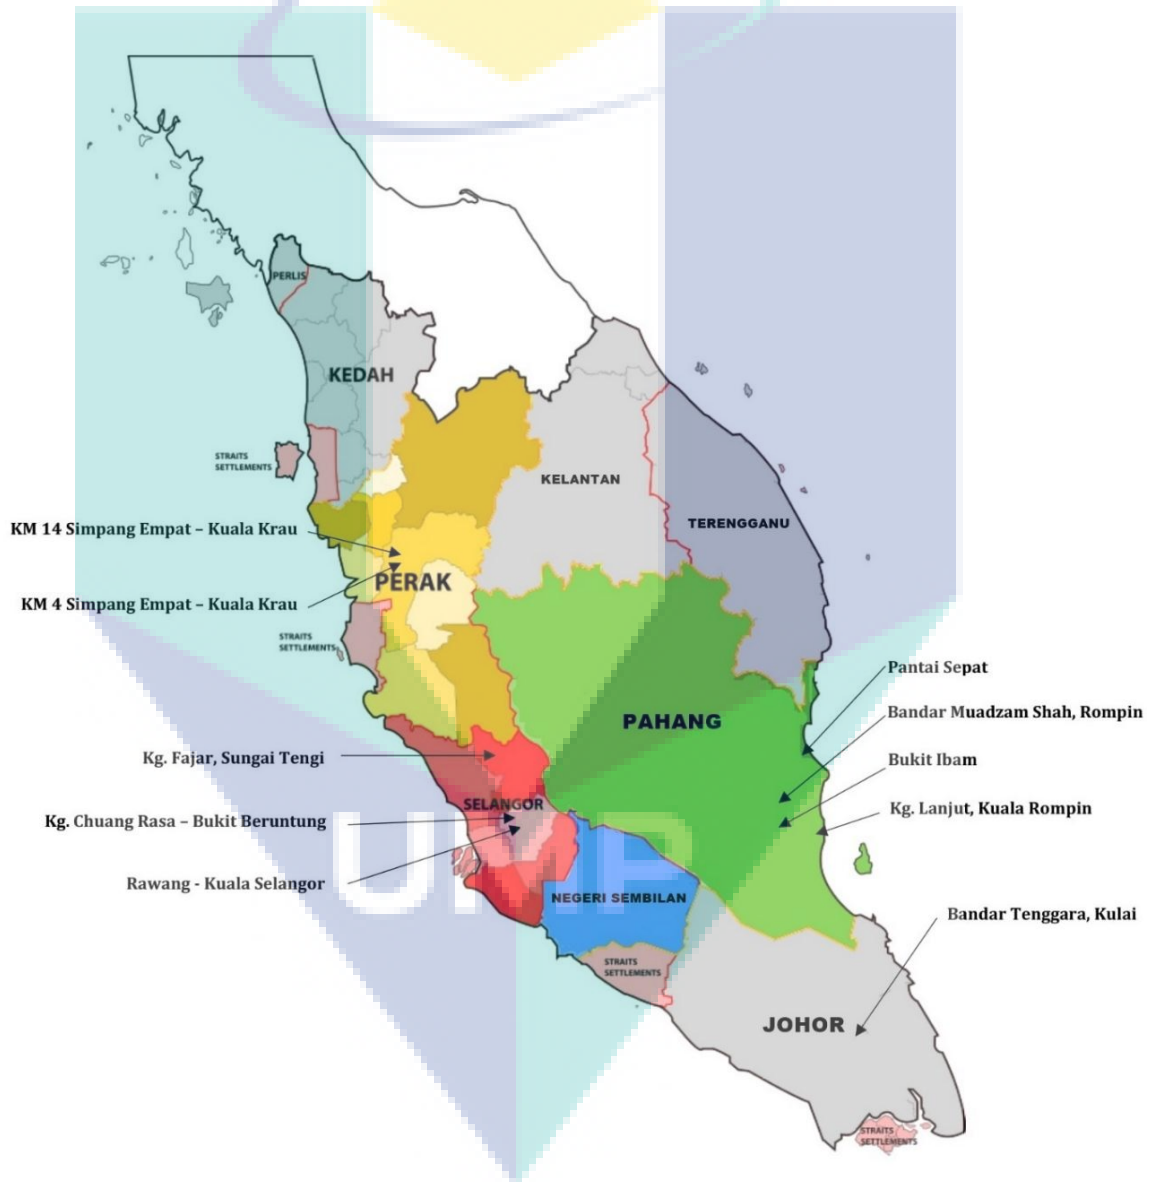 PERLIS
KEDAH
STRAITS
SETTLEMENTS
KELANTAN
TERENGGANU
KM 14 Simpang Empat – Kuala Krau
PERAK
KM 4 Simpang Empat – Kuala Krau
STRAITS
SETTLEMENTS
Pantai Sepat
Bandar Muadzam Shah, Rompin
PAHANG
Kg. Fajar, Sungai Tengi
Bukit Ibam
SELANGOR
Kg. Lanjut, Kuala Rompin
Kg. Chuang Rasa – Bukit Beruntung
UMP
Rawang - Kuala Selangor
NEGERI SEMBILAN
Bandar Tenggara, Kulai
STRAITS
SETTLEMENTS
JOHOR
STRAITS
SETTLEMENTS